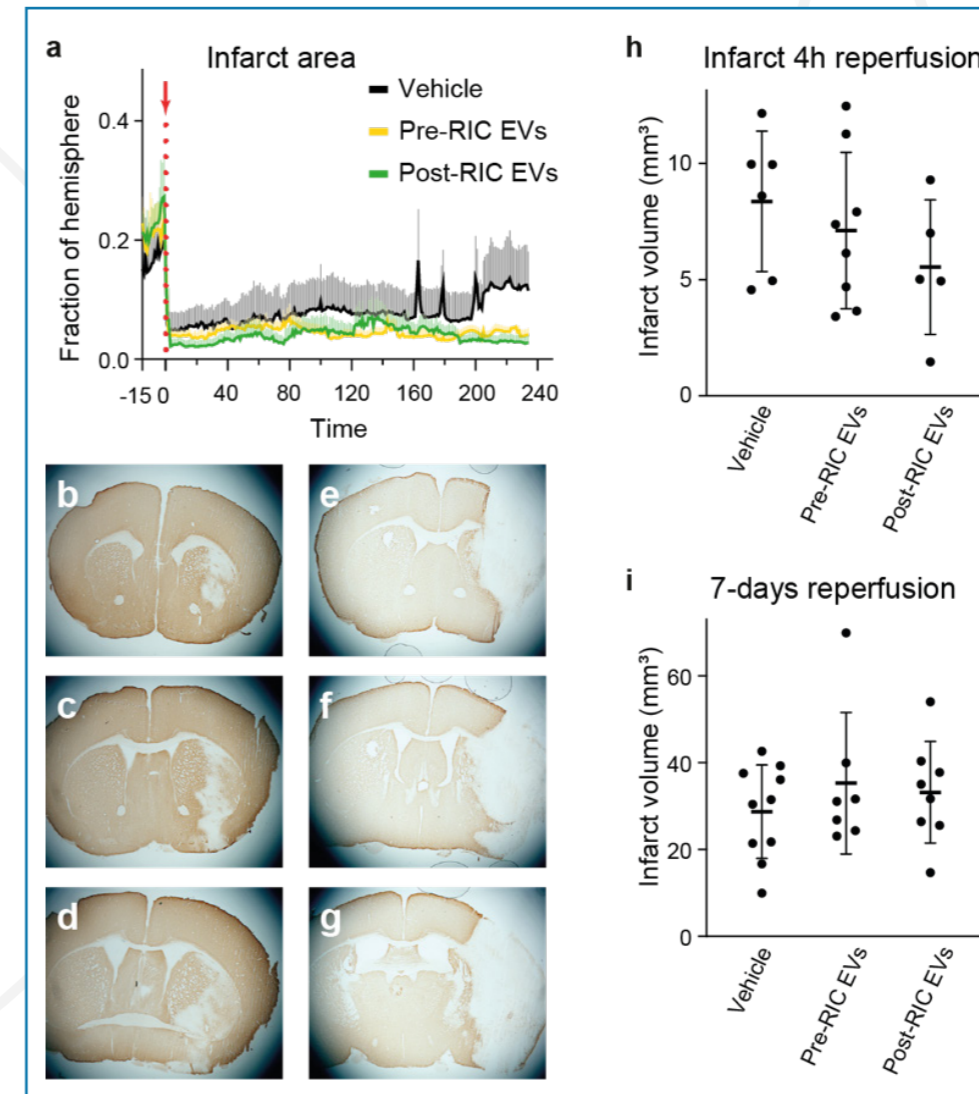 a
Infarct area
Vehicle
Pre-RIC EVs
Post-RIC EVs
Fraction of hemisphere
0.4
0.2
0.0
-15 0 40 80 120 160 200 240
Time
b
e
c
f
d
g
h
Infarct 4h reperfusion
Infarct volume (mm³)
10
5
0
Vehicle
Pre-RIC EVs
Post-RIC EVs
i
7-days reperfusion
Infarct volume (mm³)
60
40
20
0
Vehicle
Pre-RIC EVs
Post-RIC EVs